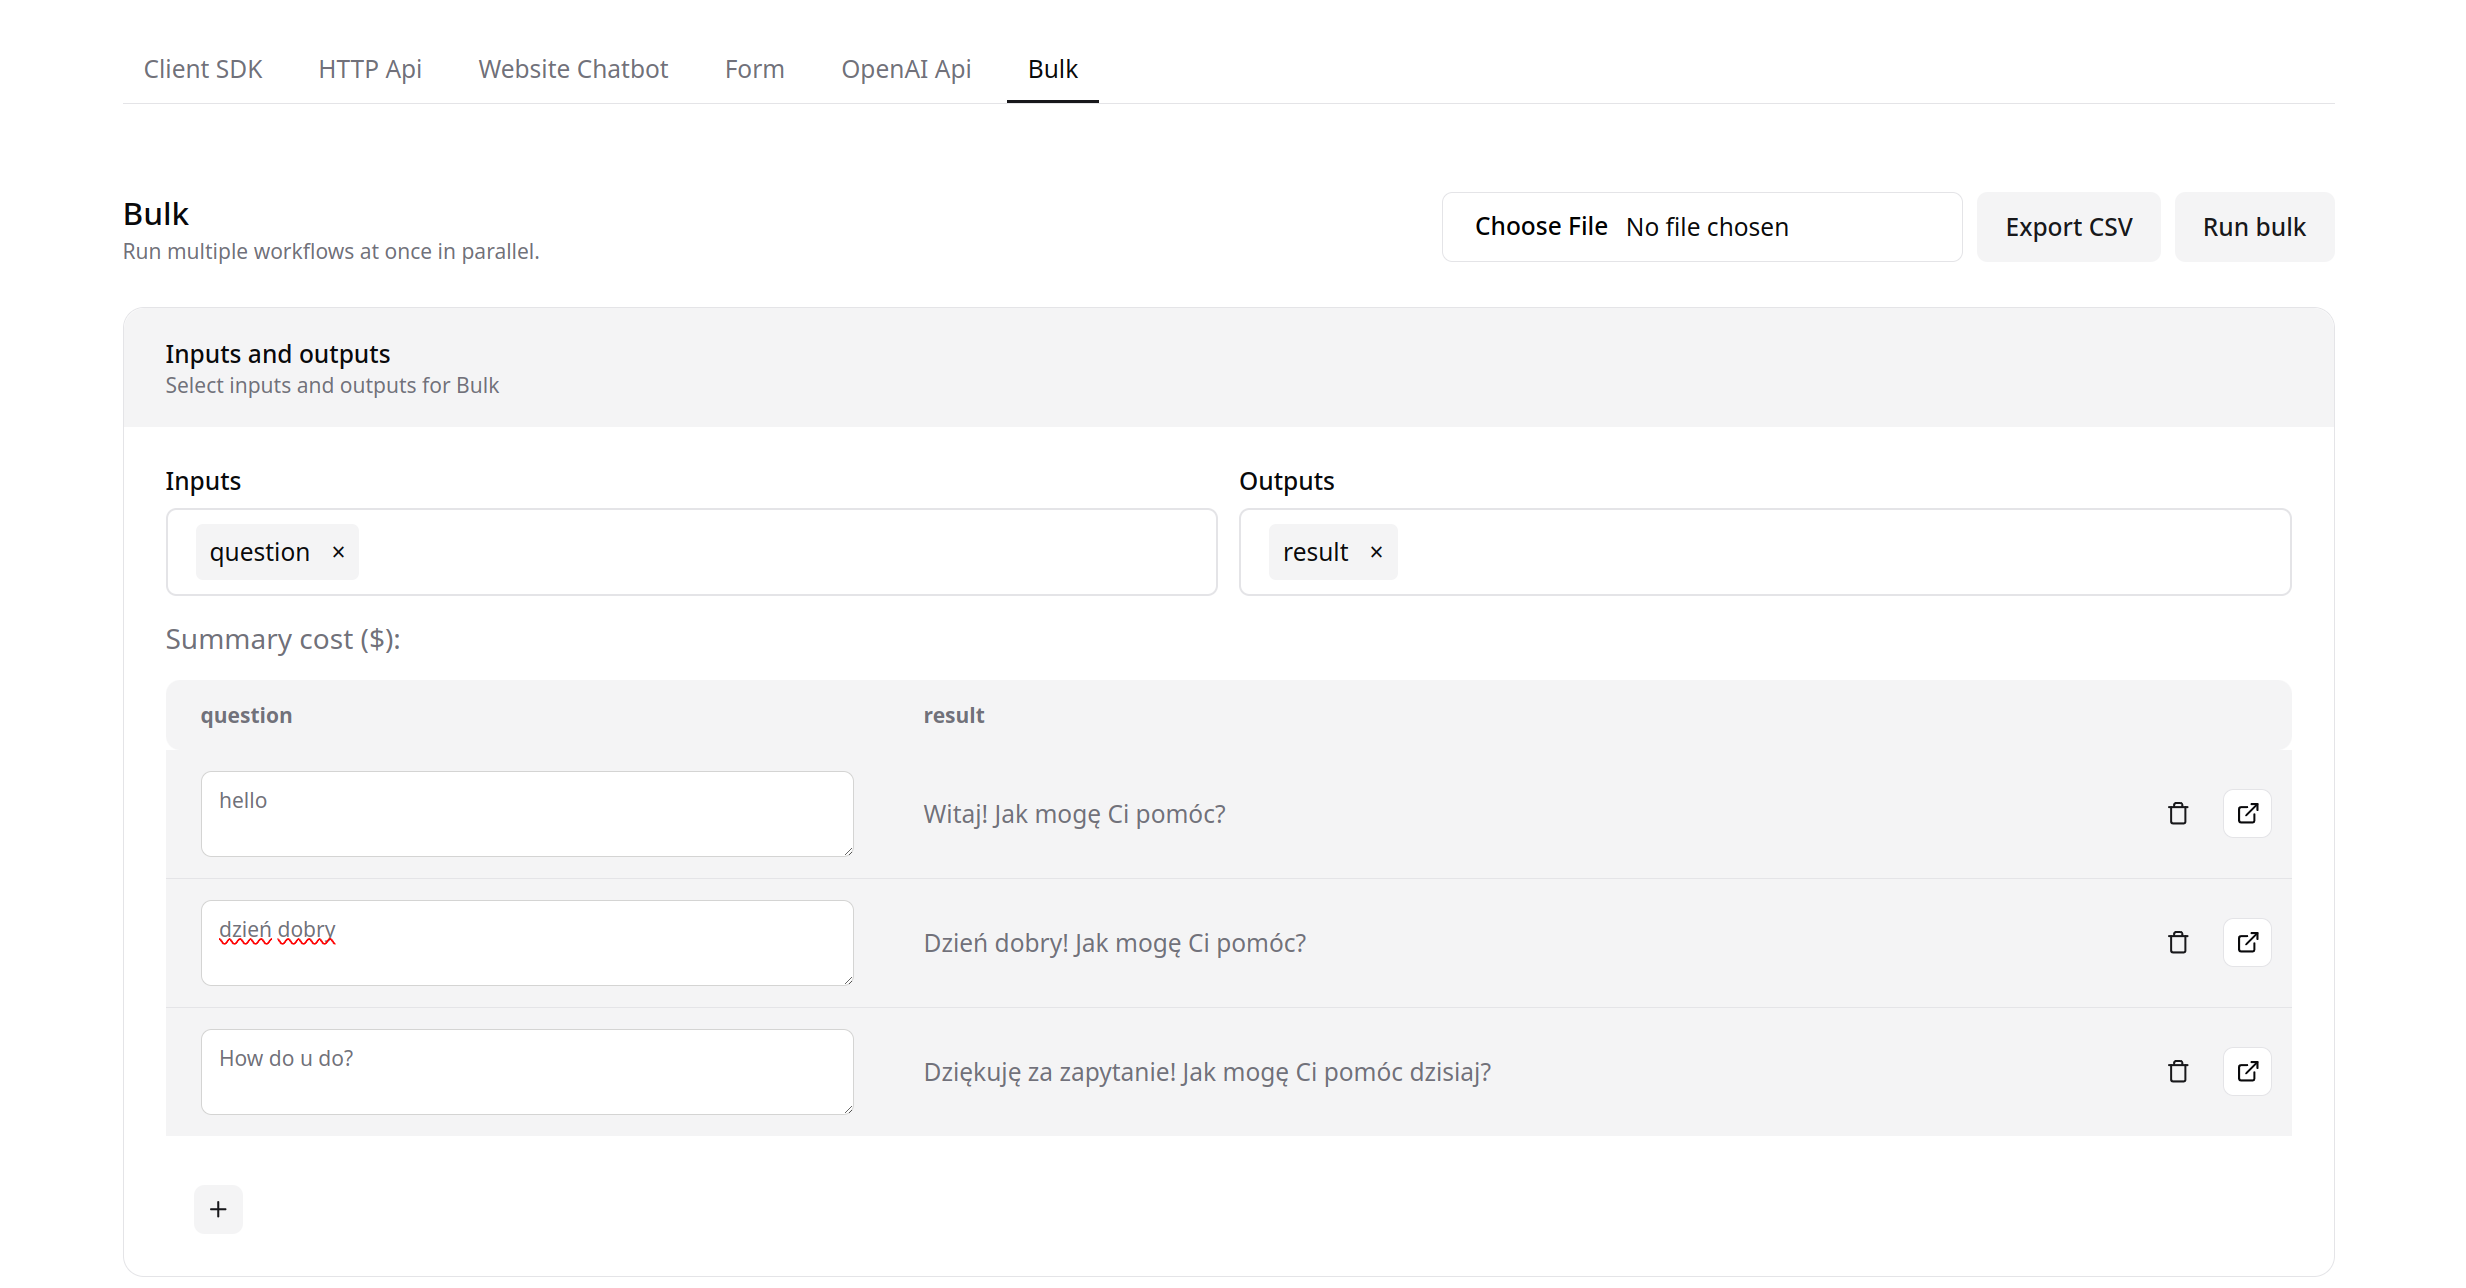 Client SDK HTTP Api Website Chatbot Form OpenAI Api Bulk
Bulk
Run multiple workflows at once in parallel.
Choose File No file chosen Export CSV Run bulk
Inputs and outputs
Select inputs and outputs for Bulk
Inputs Outputs
question × result ×
Summary cost ($):
question result
hello Witaj! Jak mogę Ci pomóc?
dzień dobry Dzień dobry! Jak mogę Ci pomóc?
How do u do? Dziękuję za zapytanie! Jak mogę Ci pomóc dzisiaj?
+